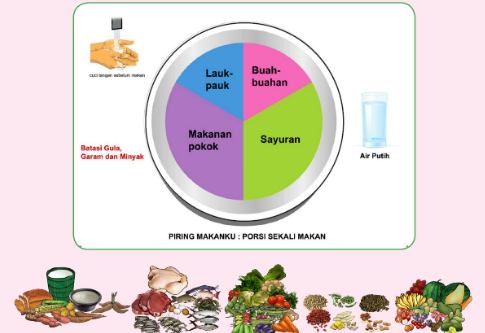 cuci tangan sebelum makan
Lauk-
pauk
Buah-
buahan
Makanan
pokok
Sayuran
Batasi Gula,
Garam dan Minyak
Air Putih
PIRING MAKANKU : PORSI SEKALI MAKAN